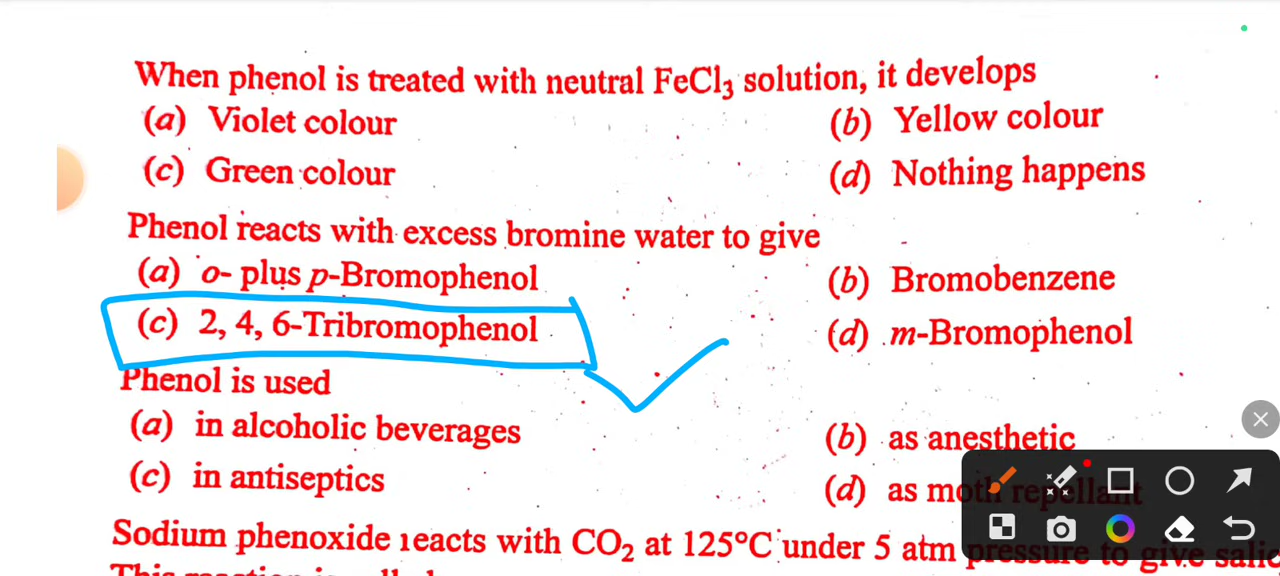 When phenol is treated with neutral FeCl₃ solution, it develops
(a) Violet colour (b) Yellow colour
(c) Green colour (d) Nothing happens
Phenol reacts with excess bromine water to give
(a) o- plus p-Bromophenol (b) Bromobenzene
(c) 2, 4, 6-Tribromophenol (d) m-Bromophenol
Phenol is used
(a) in alcoholic beverages (b) as anesthetic
(c) in antiseptics (d) as moth repellant
Sodium phenoxide reacts with CO₂ at 125°C under 5 atm pressure to give